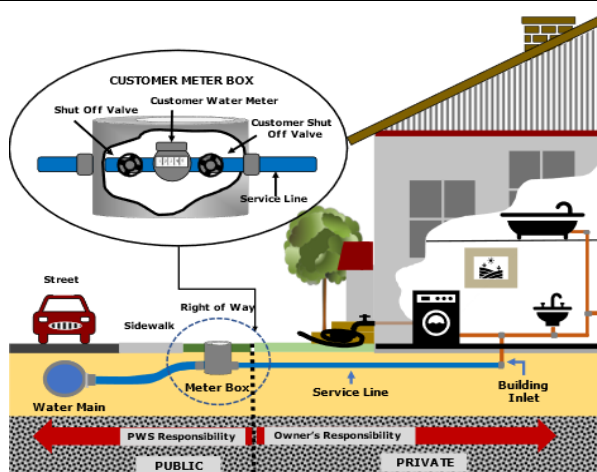 CUSTOMER METER BOX
Customer Water Meter
Shut Off Valve
Customer Shut
Off Valve
Service Line
Street
Right of Way
Sidewalk
Meter Box
Service Line
Building
Inlet
Water Main
PWS Responsibility
Owner's Responsibility
PUBLIC
PRIVATE